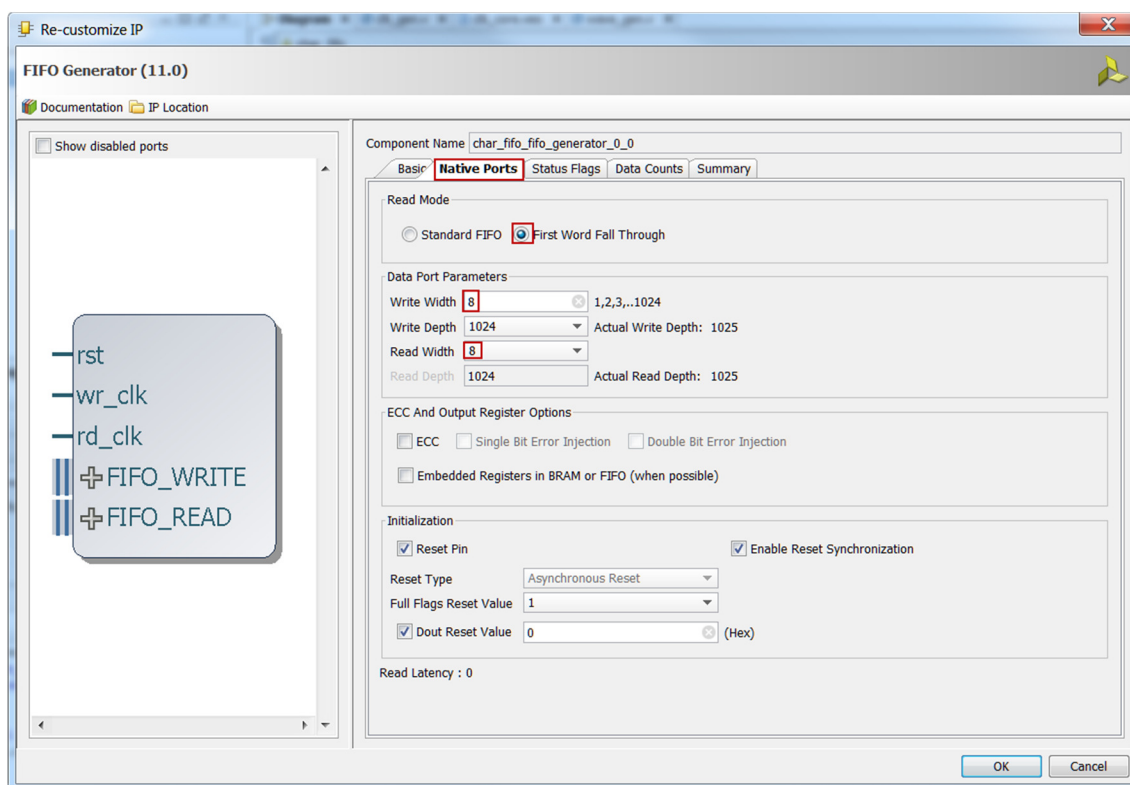 Re-customize IP
FIFO Generator (11.0)
Documentation IP Location
Show disabled ports
rst
wr_clk
rd_clk
FIFO_WRITE
FIFO_READ
Component Name char_fifo_fifo_generator_0_0
Basic Native Ports Status Flags Data Counts Summary
Read Mode
Standard FIFO First Word Fall Through
Data Port Parameters
Write Width 8 1,2,3,..1024
Write Depth 1024 Actual Write Depth: 1025
Read Width 8
Read Depth 1024 Actual Read Depth: 1025
ECC And Output Register Options
ECC Single Bit Error Injection Double Bit Error Injection
Embedded Registers in BRAM or FIFO (when possible)
Initialization
Reset Pin Enable Reset Synchronization
Reset Type Asynchronous Reset
Full Flags Reset Value 1
Dout Reset Value 0 (Hex)
Read Latency : 0
OK Cancel